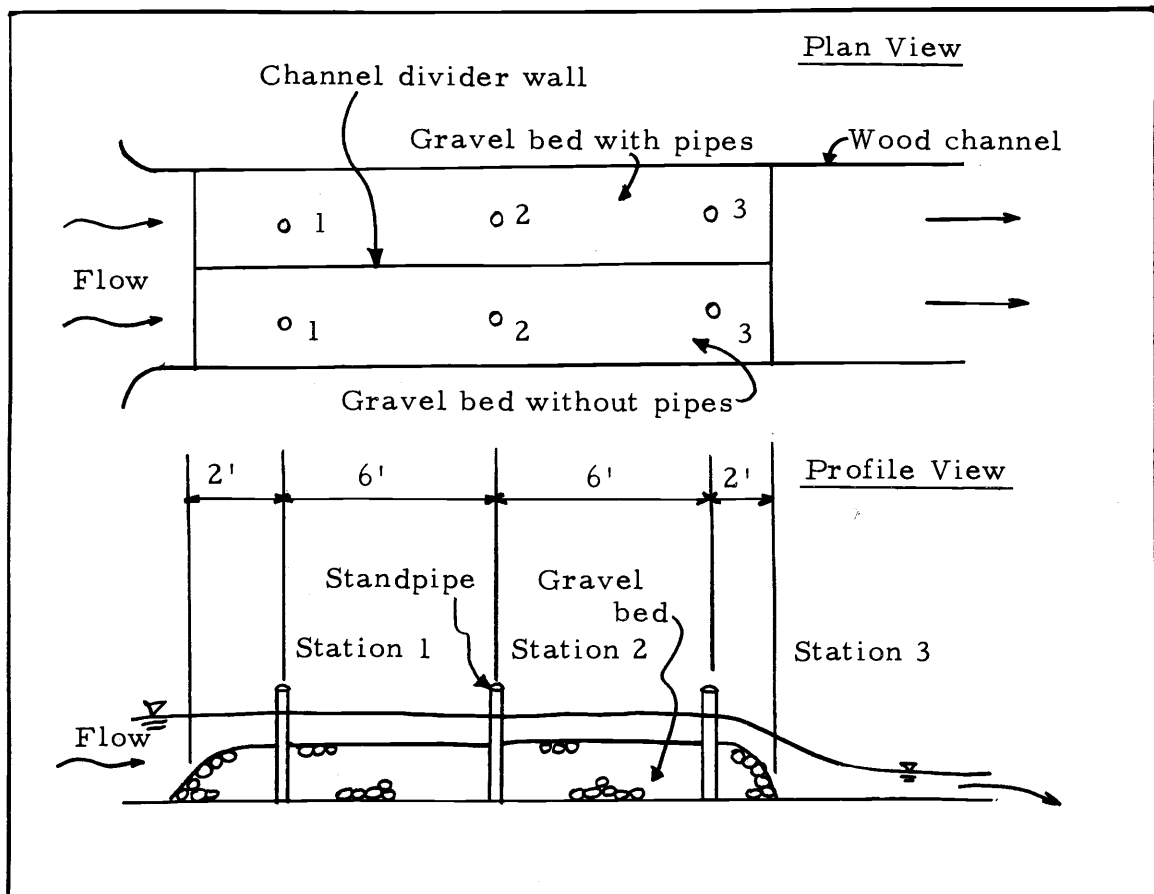 Plan View
Channel divider wall
Gravel bed with pipes
Wood channel
1
2
3
Flow
1
2
3
Gravel bed without pipes
2'
6'
6'
2'
Profile View
Standpipe
Gravel
bed
Station 1
Station 2
Station 3
Flow